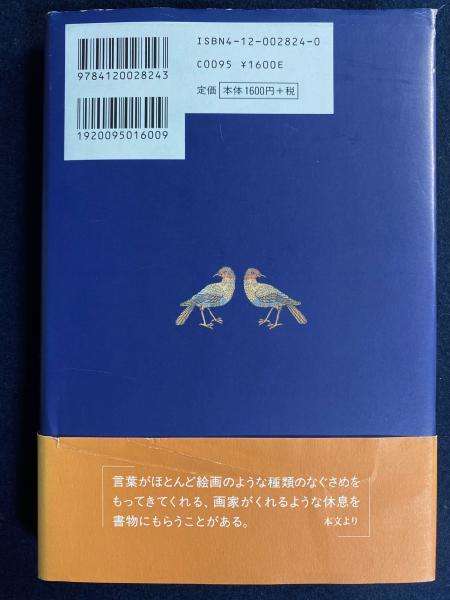 ISBN4-12-002824-0
C0095 ¥1600E
定価 本体1600円+税
9784120028243
1920095016009
言葉がほとんど絵画のような種類のなぐさめを
もってきてくれる、画家がくれるような休息を
書物にもらうことがある。 本文より